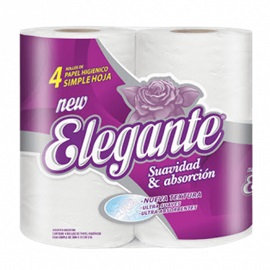 4 ROLLOS DE
PAPEL HIGIENICO
SIMPLE HOJA
new
Elegante
Suavidad
& absorción
- NUEVA TEXTURA
- ULTRA SUAVES
- ULTRA ABSORBENTES